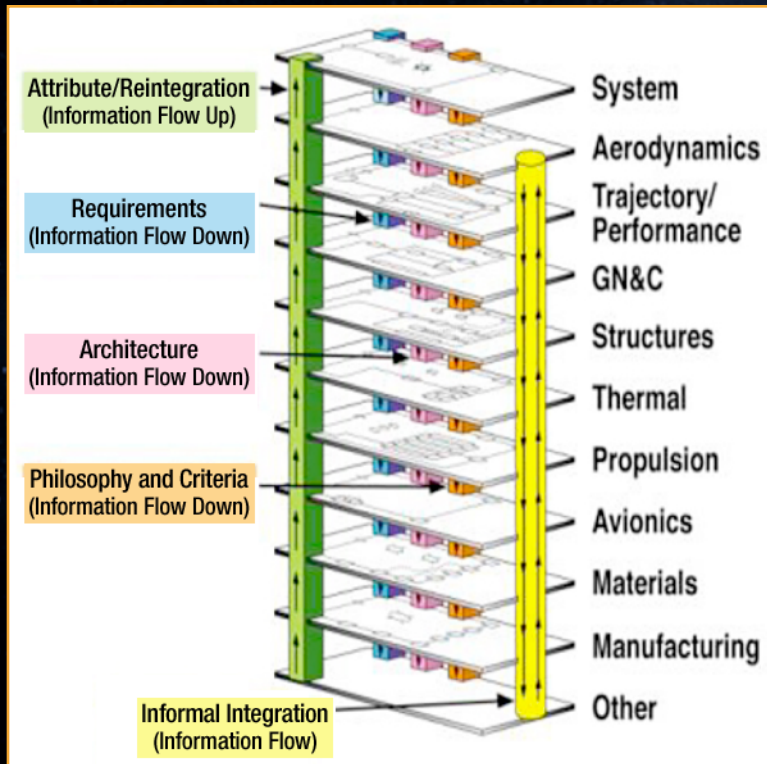 Attribute/Reintegration
(Information Flow Up)
System
Aerodynamics
Requirements
(Information Flow Down)
Trajectory/
Performance
GN&C
Structures
Architecture
(Information Flow Down)
Thermal
Propulsion
Philosophy and Criteria
(Information Flow Down)
Avionics
Materials
Manufacturing
Informal Integration
(Information Flow)
Other